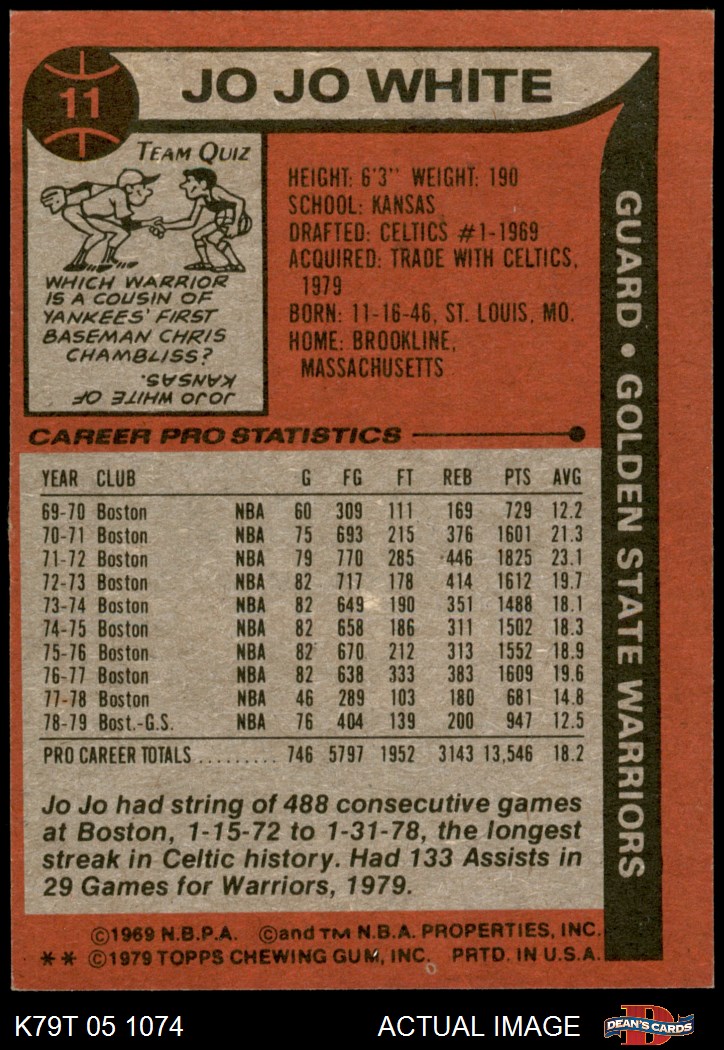 11
JO JO WHITE
TEAM QUIZ
WHICH WARRIOR
IS A COUSIN OF
YANKEES' FIRST
BASEMAN CHRIS
CHAMBLISS?
JOJO WHITE OF
KANSAS.
HEIGHT: 6'3" WEIGHT: 190
SCHOOL: KANSAS
DRAFTED: CELTICS #1-1969
ACQUIRED: TRADE WITH CELTICS,
1979
BORN: 11-16-46, ST. LOUIS, MO.
HOME: BROOKLINE,
MASSACHUSETTS
GUARD • GOLDEN STATE WARRIORS
CAREER PRO STATISTICS
YEAR CLUB G FG FT REB PTS AVG
69-70 Boston NBA 60 309 111 169 729 12.2
70-71 Boston NBA 75 693 215 376 1601 21.3
71-72 Boston NBA 79 770 285 446 1825 23.1
72-73 Boston NBA 82 717 178 414 1612 19.7
73-74 Boston NBA 82 649 190 351 1488 18.1
74-75 Boston NBA 82 658 186 311 1502 18.3
75-76 Boston NBA 82 670 212 313 1552 18.9
76-77 Boston NBA 82 638 333 383 1609 19.6
77-78 Boston NBA 46 289 103 180 681 14.8
78-79 Bost.-G.S. NBA 76 404 139 200 947 12.5
PRO CAREER TOTALS ......... 746 5797 1952 3143 13,546 18.2
Jo Jo had string of 488 consecutive games
at Boston, 1-15-72 to 1-31-78, the longest
streak in Celtic history. Had 133 Assists in
29 Games for Warriors, 1979.
©1969 N.B.P.A. ©and TM N.B.A. PROPERTIES, INC.
** ©1979 TOPPS CHEWING GUM, INC. PRTD. IN U.S.A.
K79T 05 1074 ACTUAL IMAGE
D
DEAN'S CARDS